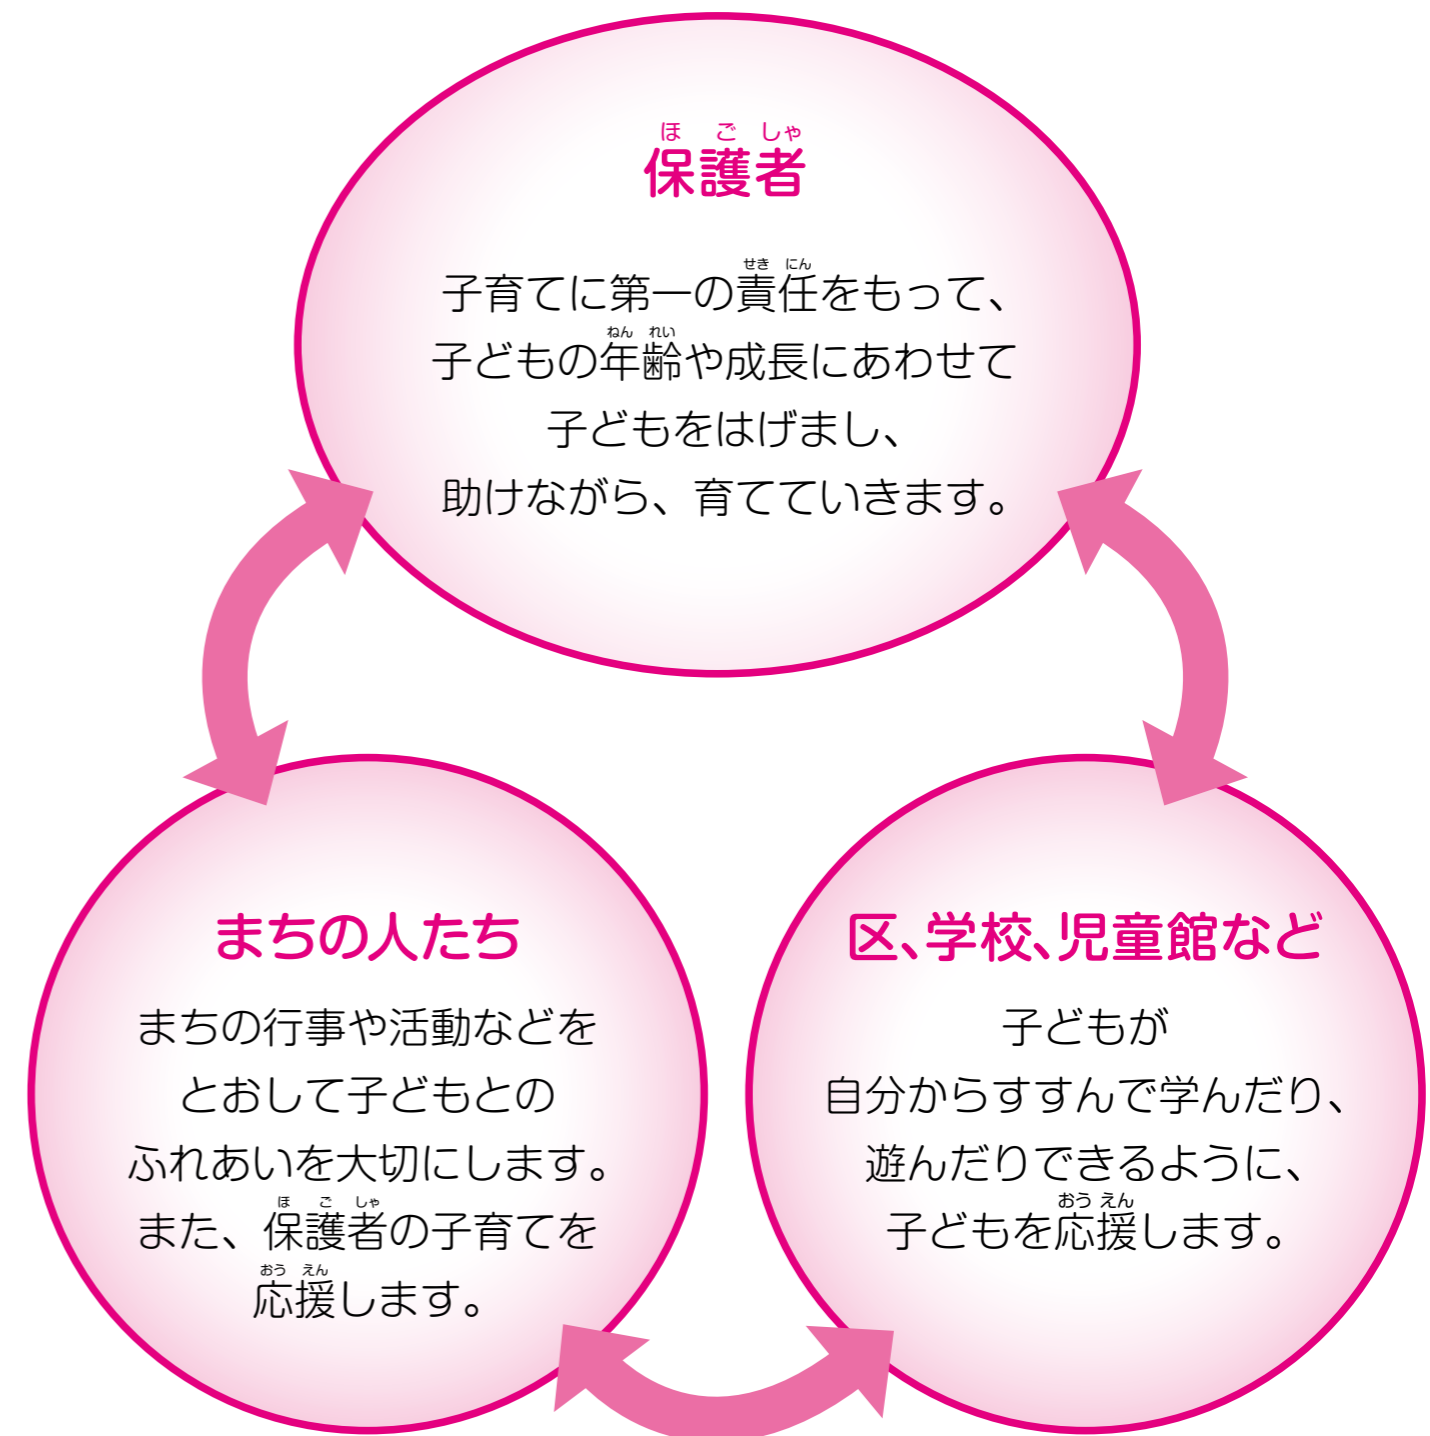 ほごしゃ
保護者
せきにん
子育てに第一の責任をもって、
ねんれい
子どもの年齢や成長にあわせて
子どもをはげまし、
助けながら、育てていきます。
まちの人たち
まちの行事や活動などを
とおして子どもとの
ふれあいを大切にします。
ほごしゃ
また、保護者の子育てを
おうえん
応援します。
区、学校、児童館など
子どもが
自分からすすんで学んだり、
遊んだりできるように、
おうえん
子どもを応援します。